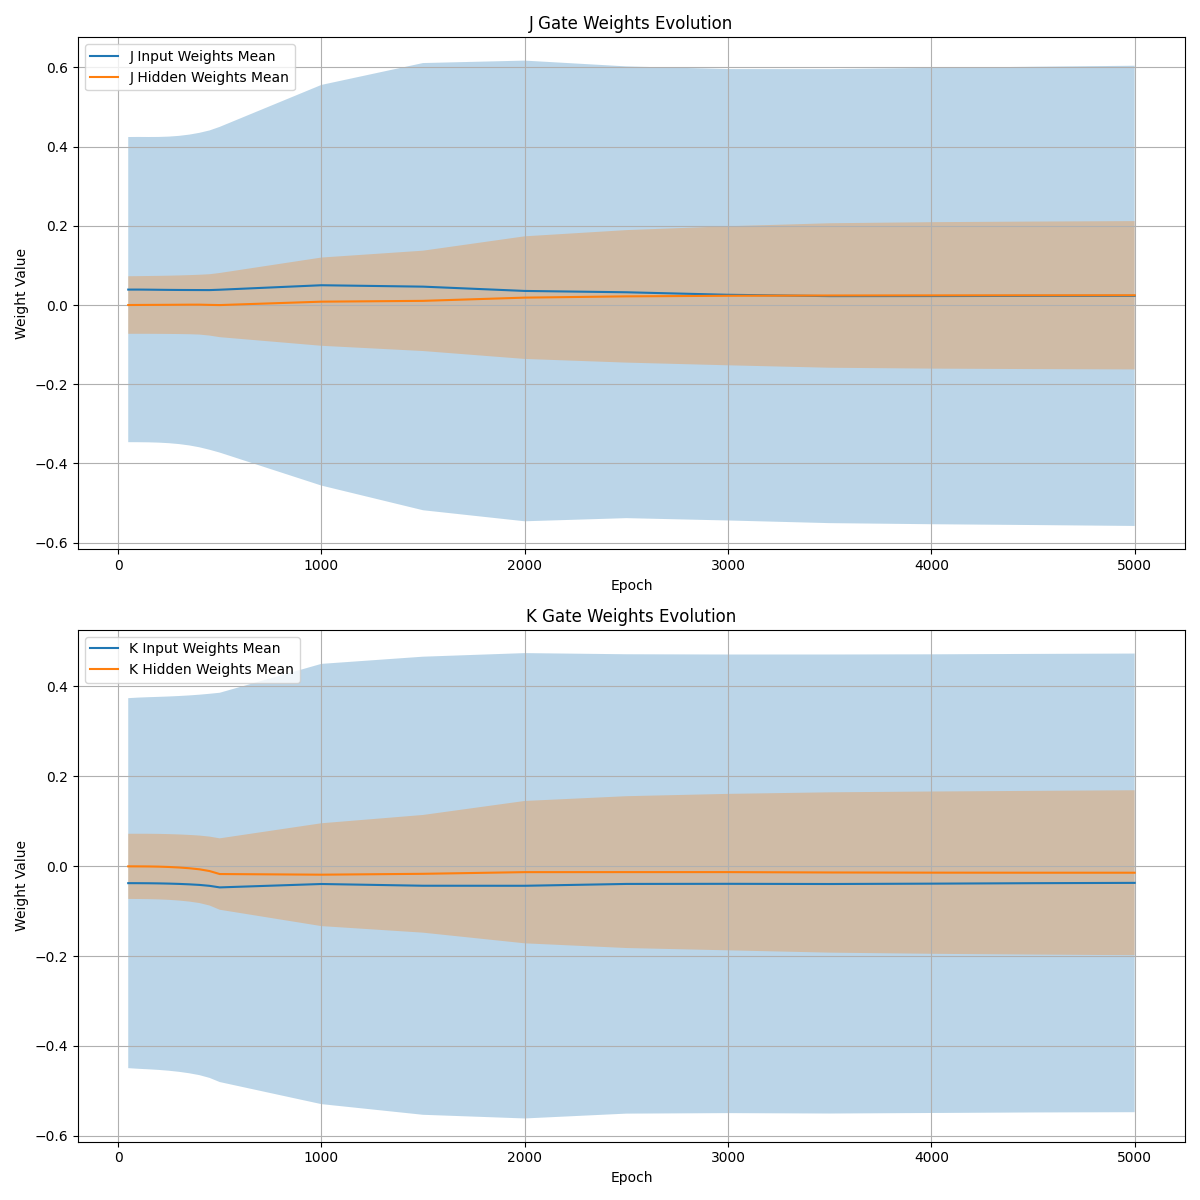 J Gate Weights Evolution
J Input Weights Mean
J Hidden Weights Mean
Weight Value
0.6
0.4
0.2
0.0
−0.2
−0.4
−0.6
0 1000 2000 3000 4000 5000
Epoch
K Gate Weights Evolution
K Input Weights Mean
K Hidden Weights Mean
Weight Value
0.4
0.2
0.0
−0.2
−0.4
−0.6
0 1000 2000 3000 4000 5000
Epoch